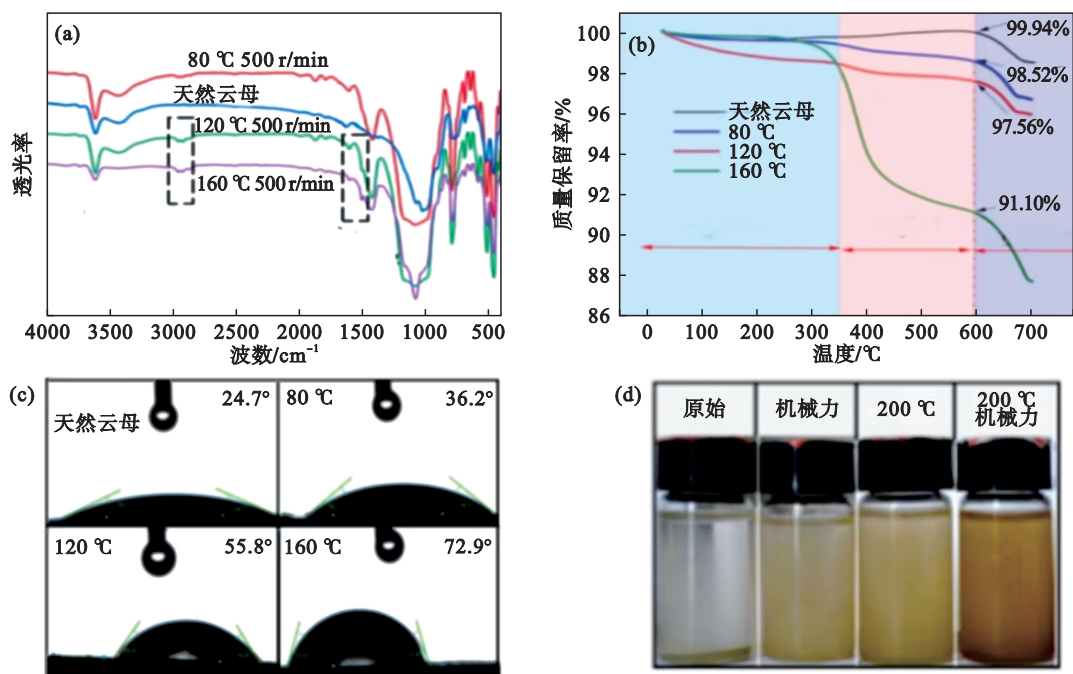 (a)
80 ℃ 500 r/min
天然云母
120 ℃ 500 r/min
160 ℃ 500 r/min
透光率
4000 3500 3000 2500 2000 1500 1000 500
波数/cm⁻¹
(b)
100
98
96
94
92
90
88
86
质量保留率/%
99.94%
98.52%
97.56%
91.10%
天然云母
80 ℃
120 ℃
160 ℃
0 100 200 300 400 500 600 700
温度/℃
(c)
天然云母
24.7°
80 ℃
36.2°
120 ℃
55.8°
160 ℃
72.9°
(d)
原始
机械力
200 ℃
200 ℃
机械力